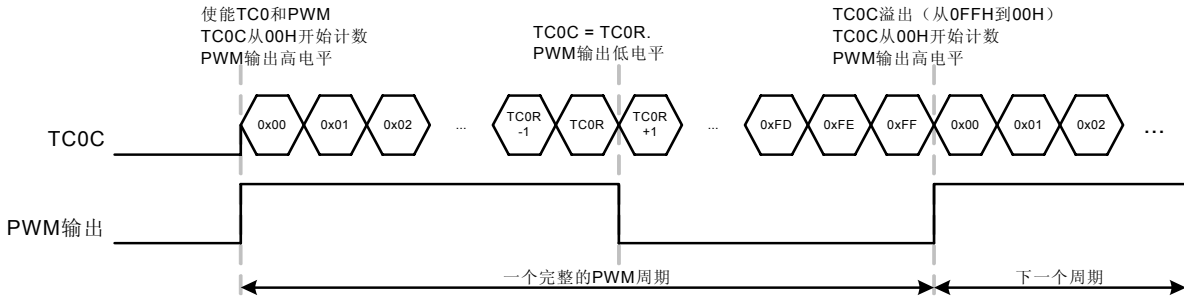 使能TC0和PWM
TC0C从00H开始计数
PWM输出高电平
TC0C = TC0R.
PWM输出低电平
TC0C溢出（从0FFH到00H）
TC0C从00H开始计数
PWM输出高电平
TC0C
0x00
0x01
0x02
...
TC0R
-1
TC0R
TC0R
+1
...
0xFD
0xFE
0xFF
0x00
0x01
0x02
...
PWM输出
一个完整的PWM周期
下一个周期